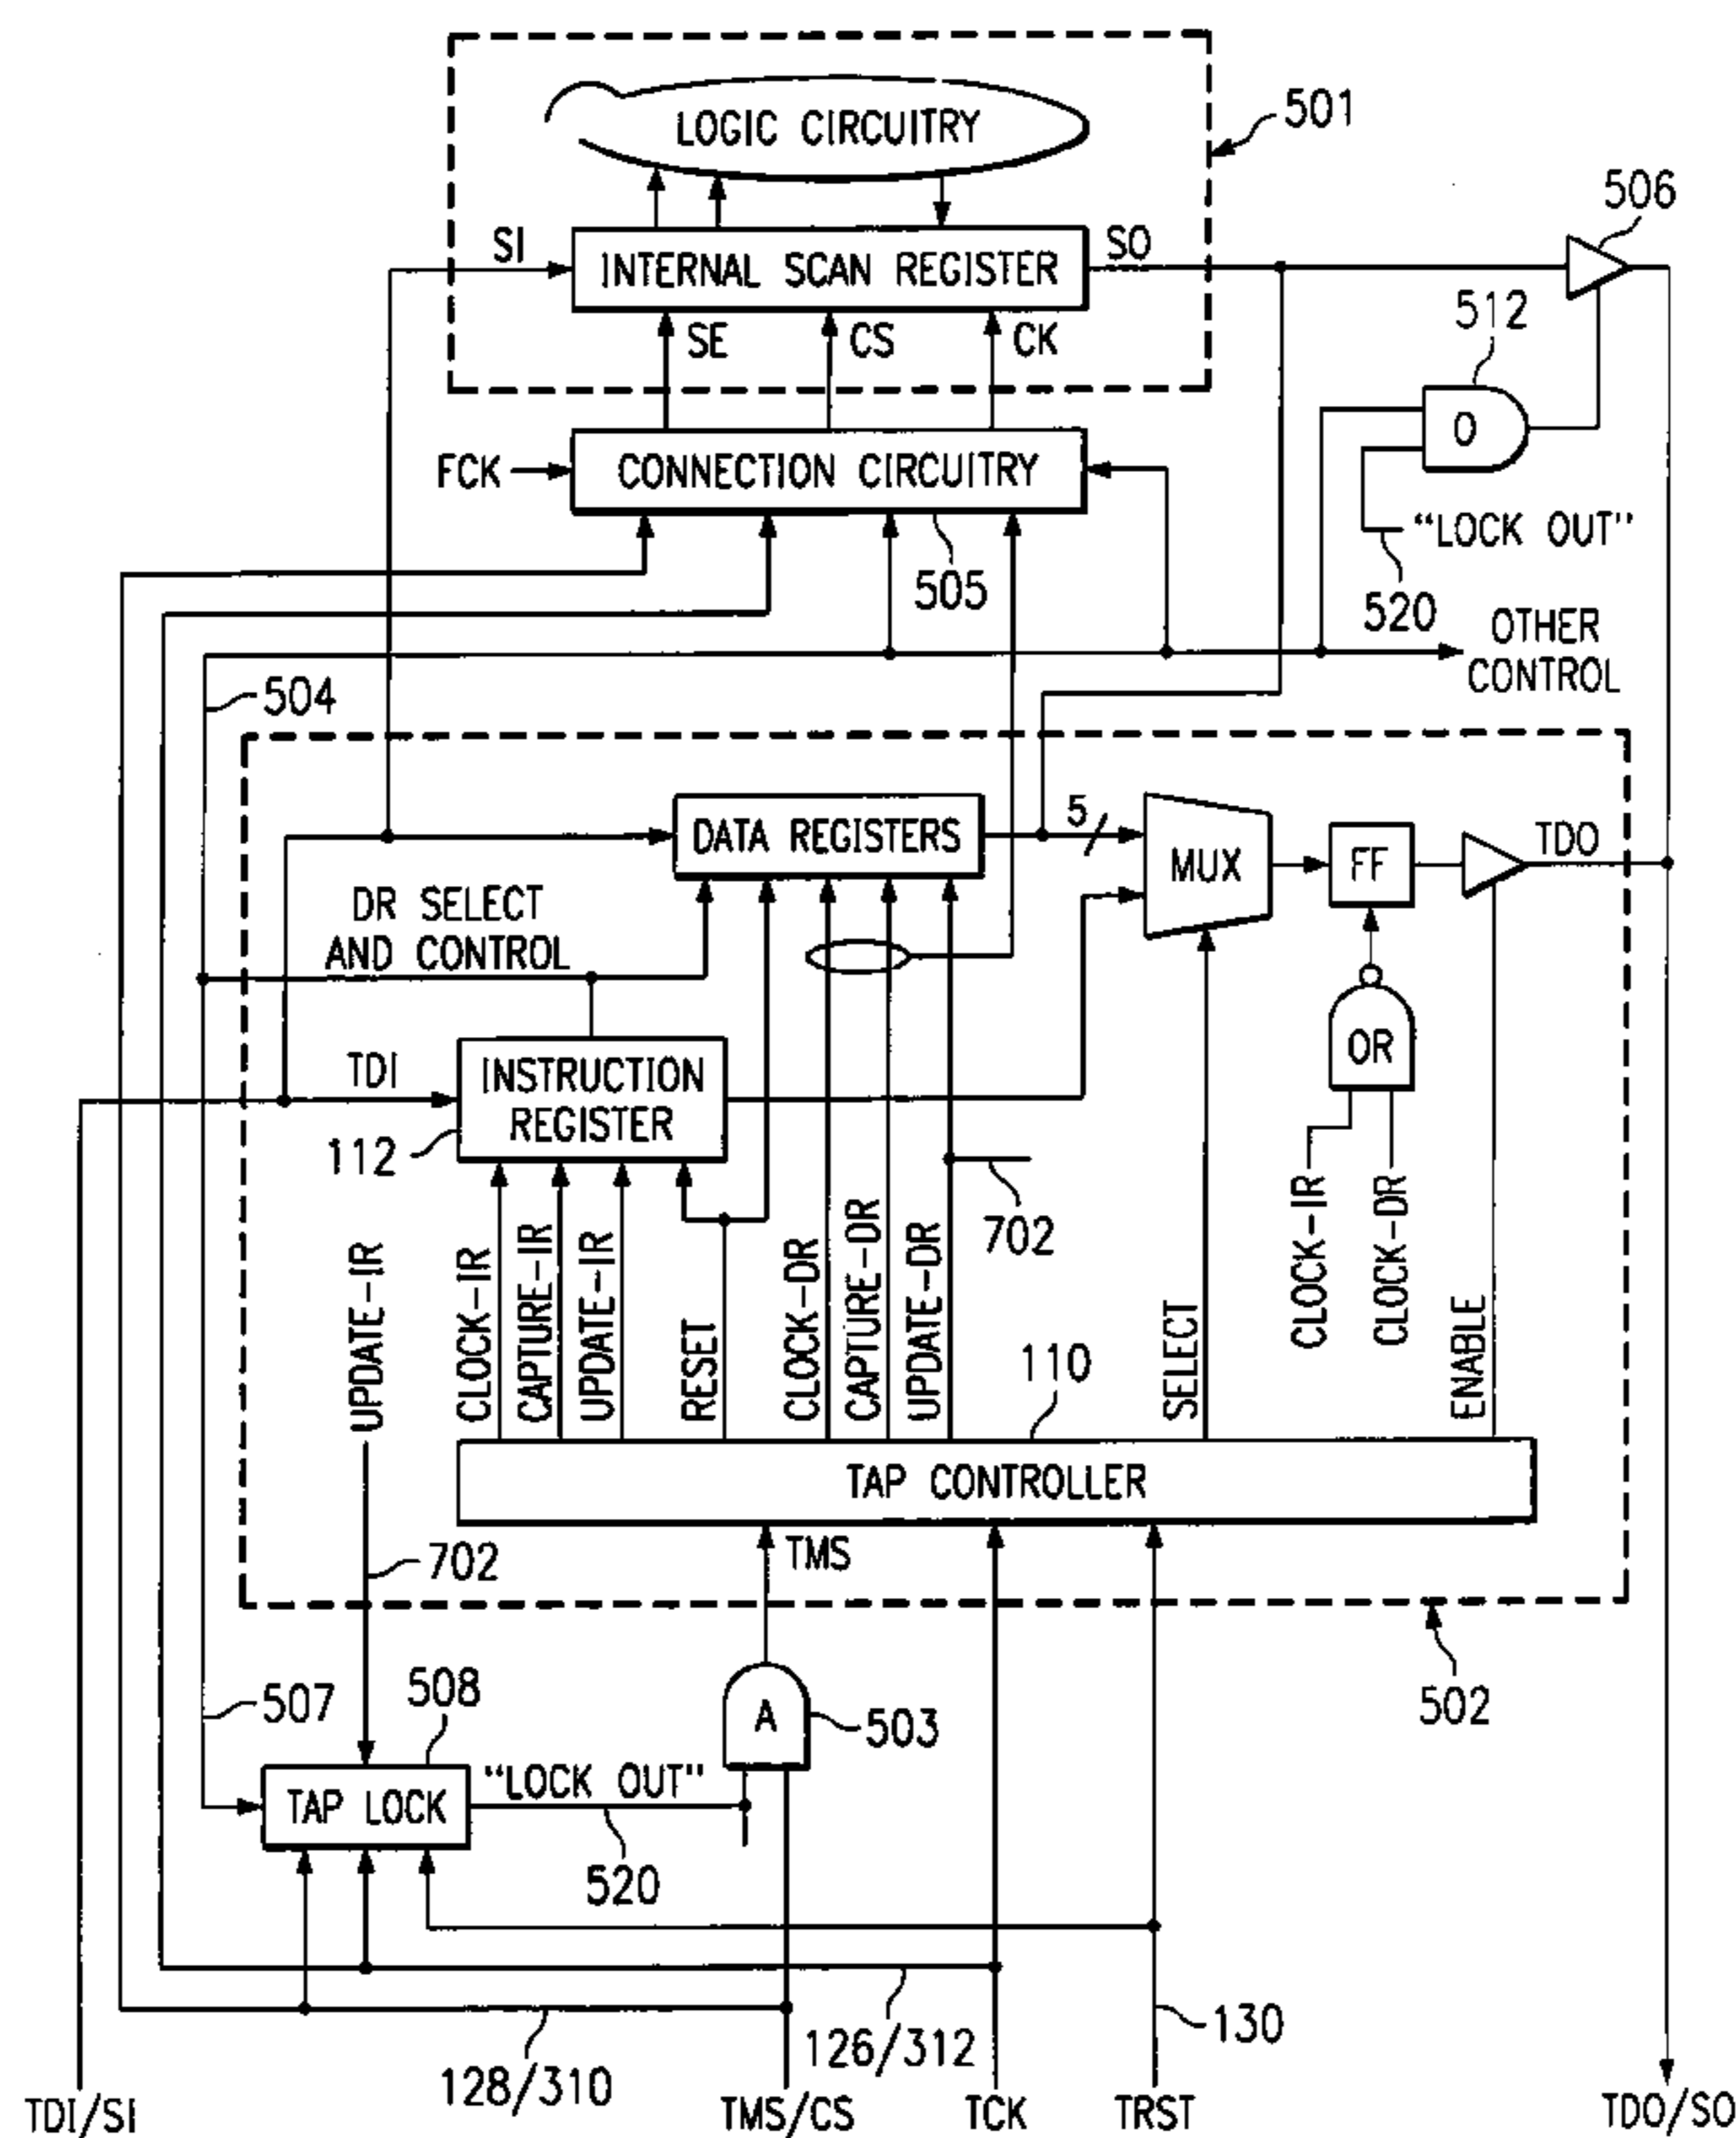 LOGIC CIRCUITRY
501
506
SI
INTERNAL SCAN REGISTER
SO
512
SE
CS
CK
O
FCK
CONNECTION CIRCUITRY
"LOCK OUT"
505
520
OTHER
CONTROL
504
DATA REGISTERS
5
MUX
FF
TDO
DR SELECT
AND CONTROL
OR
TDI
INSTRUCTION
REGISTER
112
702
UPDATE-IR
CLOCK-IR
CAPTURE-IR
UPDATE-IR
RESET
CLOCK-DR
CAPTURE-DR
UPDATE-DR
110
SELECT
CLOCK-IR
CLOCK-DR
ENABLE
TAP CONTROLLER
TMS
702
507
508
A
503
502
TAP LOCK
"LOCK OUT"
520
128/310
126/312
130
TDI/SI
TMS/CS
TCK
TRST
TDO/SO